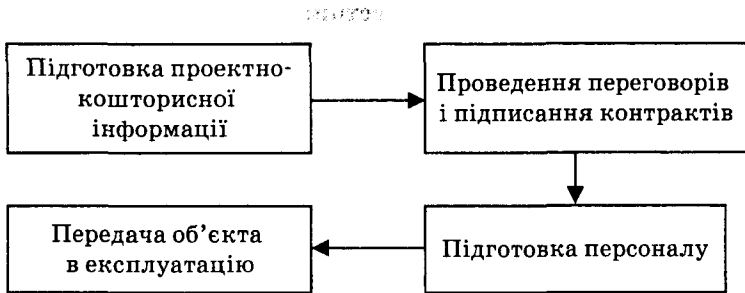 Підготовка проектно-
кошторисної
інформації
Проведення переговорів
і підписання контрактів
Підготовка персоналу
Передача об’єкта
в експлуатацію